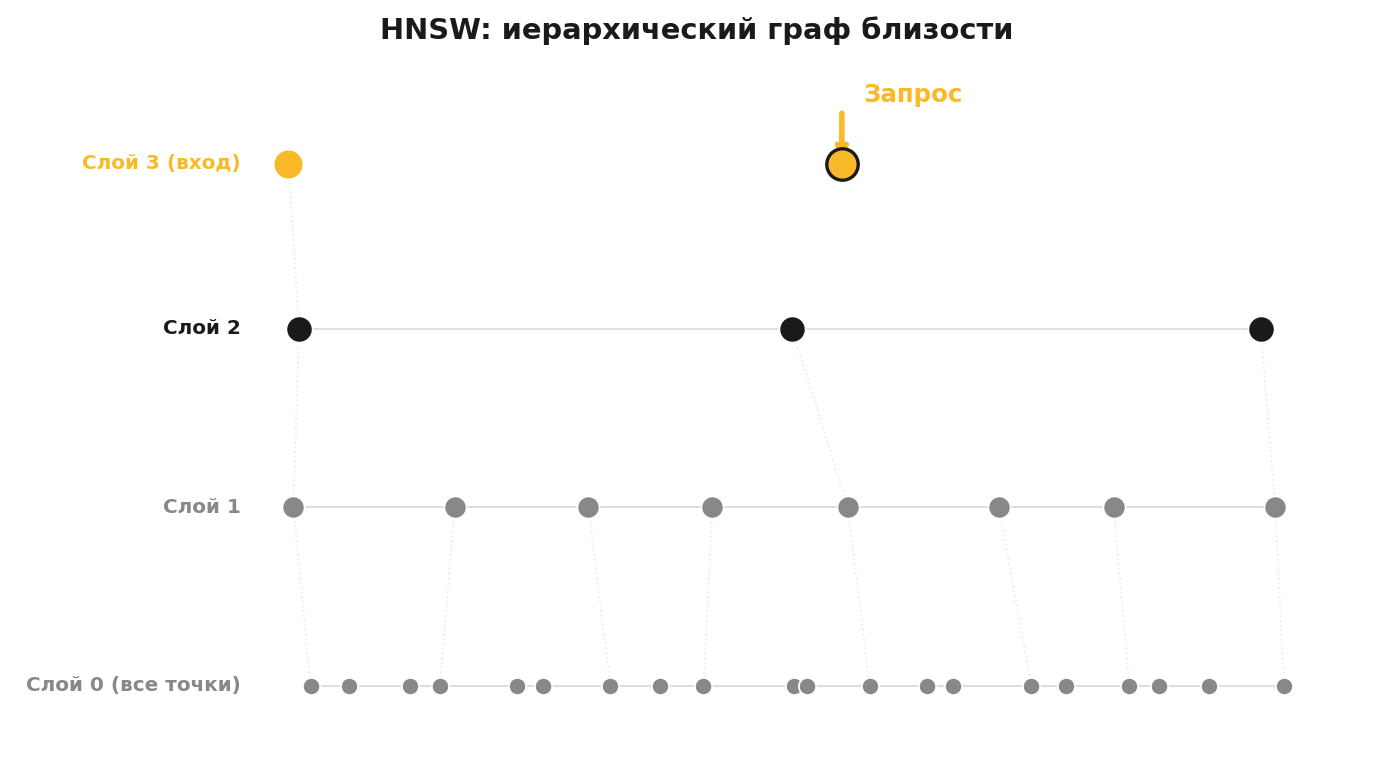 HNSW: иерархический граф близости
Запрос
Слой 3 (вход)
Слой 2
Слой 1
Слой 0 (все точки)